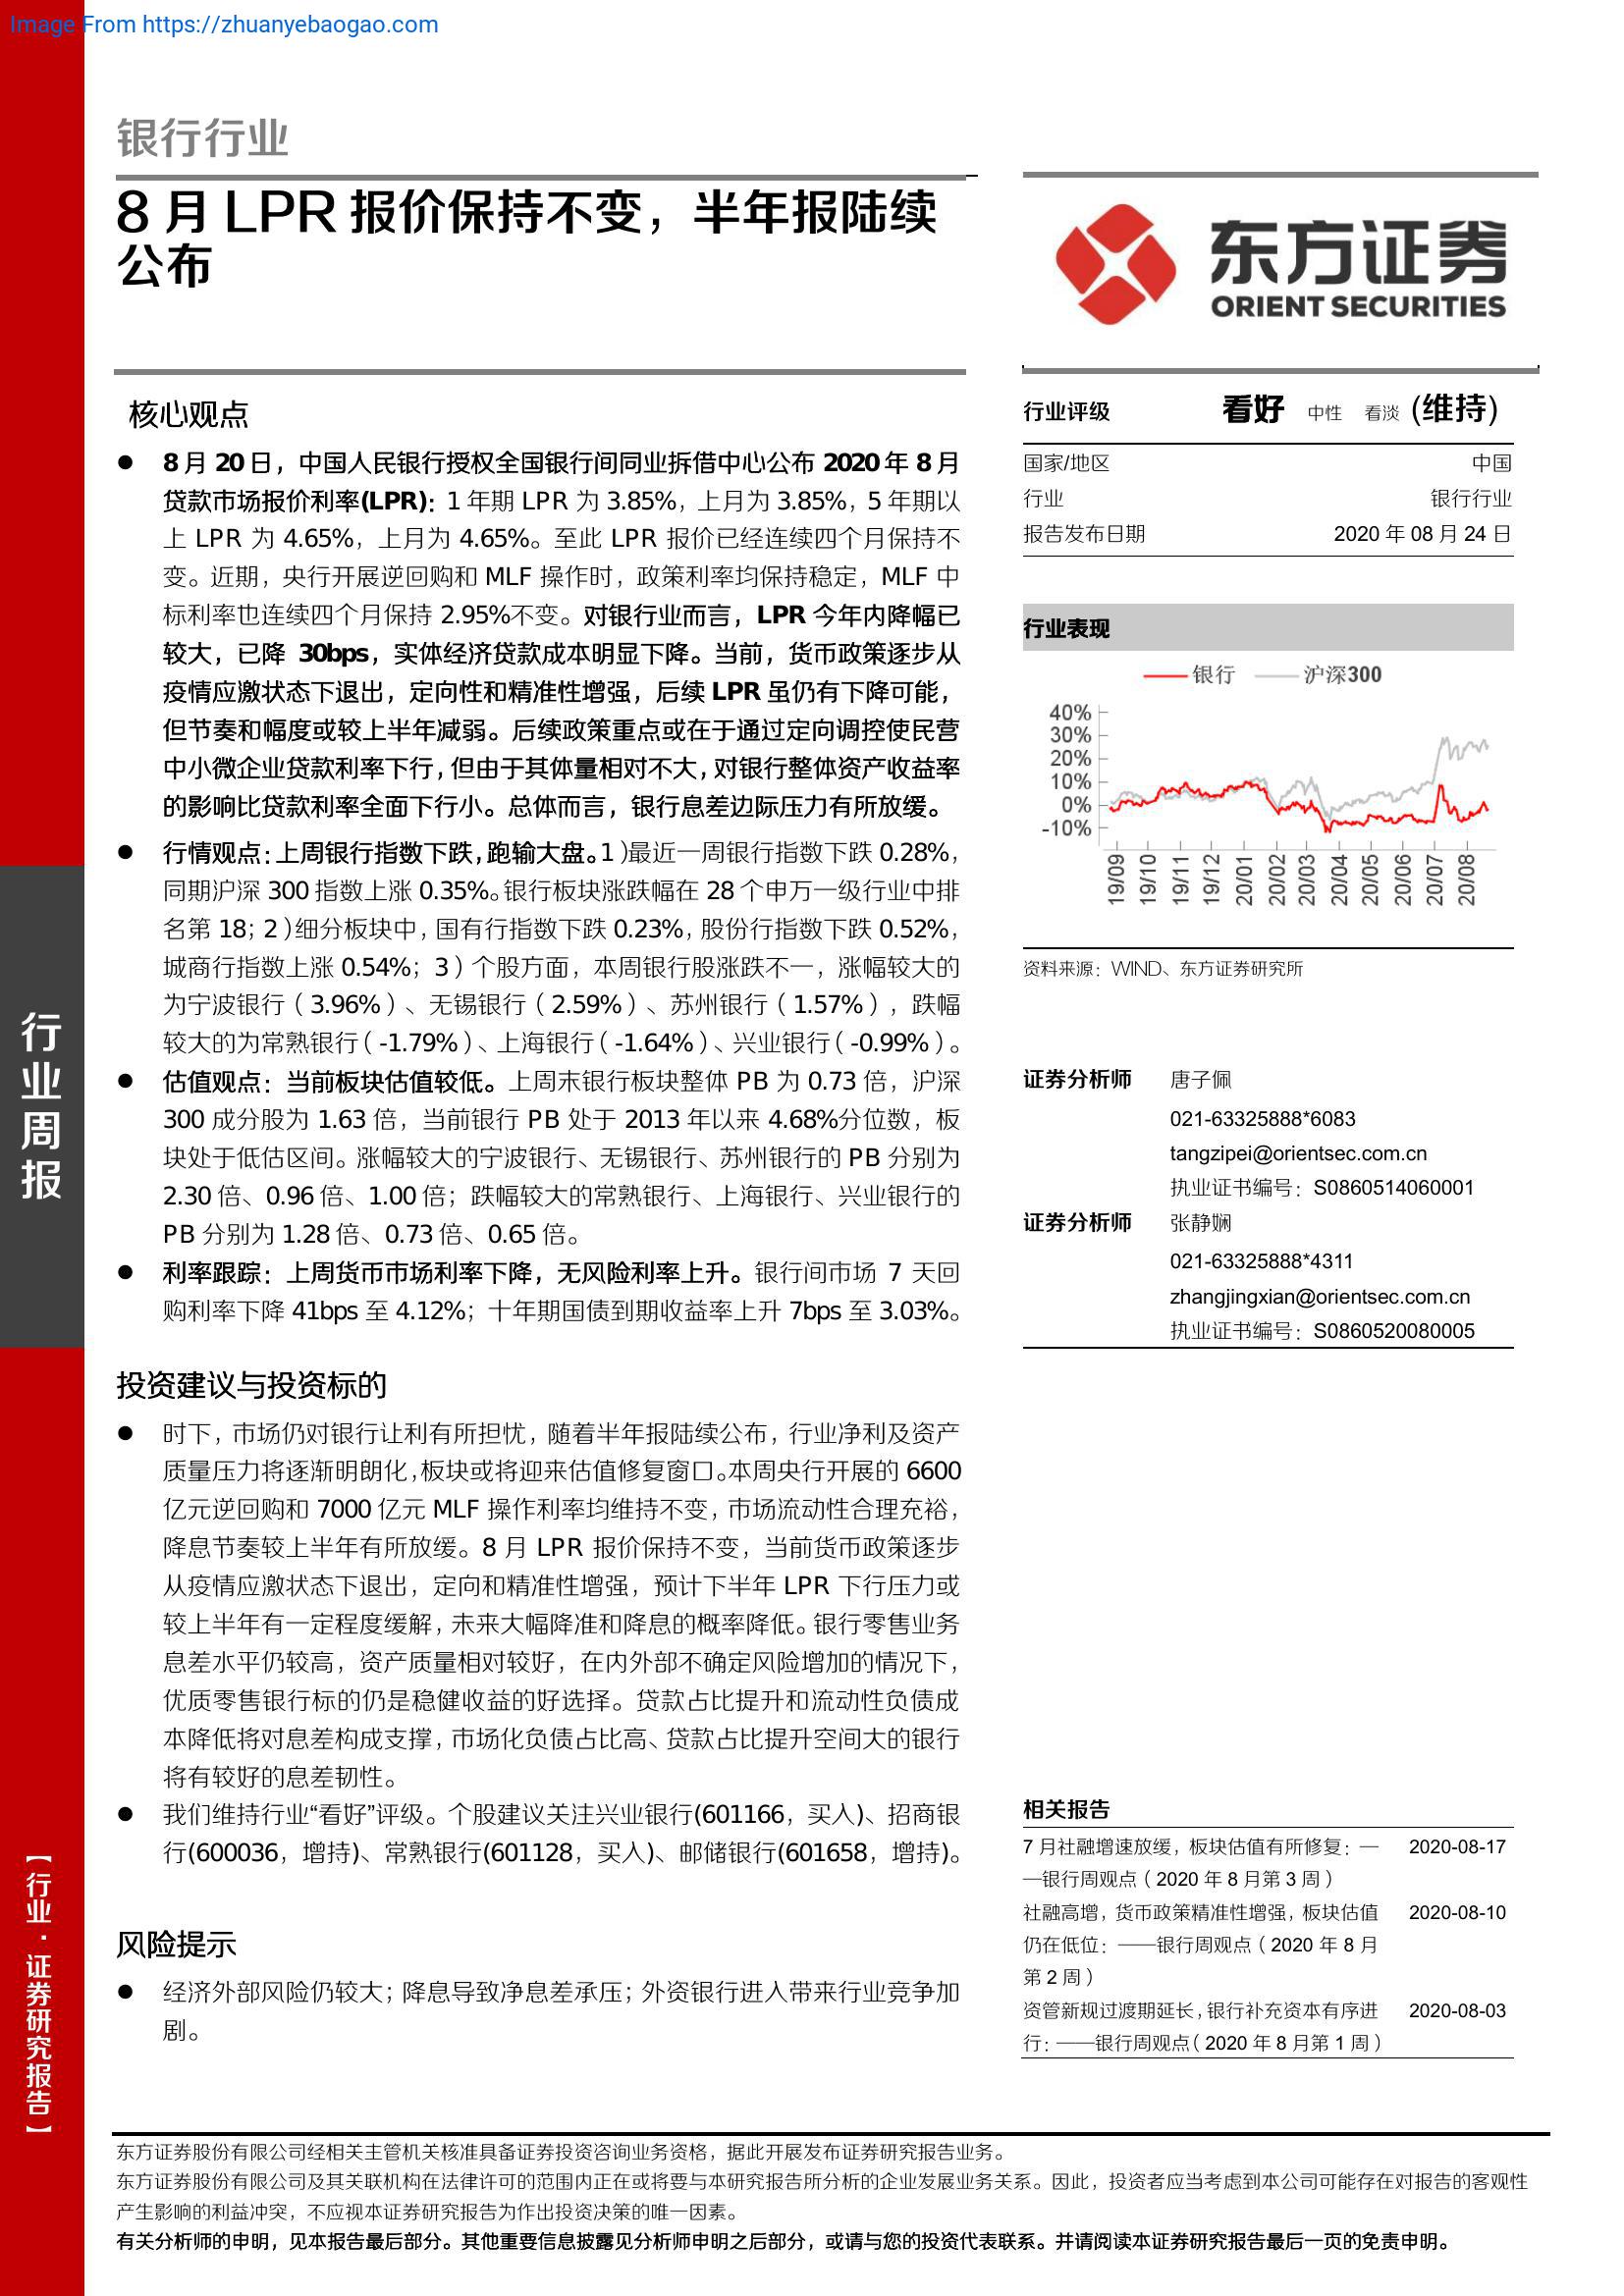 Image From https://zhuanyebaogao.com
银行行业
8 月 LPR 报价保持不变，半年报陆续
公布
东方证券
ORIENT SECURITIES
核心观点
● 8 月 20 日，中国人民银行授权全国银行间同业拆借中心公布 2020 年 8 月
贷款市场报价利率(LPR)：1 年期 LPR 为 3.85%，上月为 3.85%，5 年期以
上 LPR 为 4.65%，上月为 4.65%。至此 LPR 报价已经连续四个月保持不
变。近期，央行开展逆回购和 MLF 操作时，政策利率均保持稳定，MLF 中
标利率也连续四个月保持 2.95%不变。对银行业而言，LPR 今年内降幅已
较大，已降 30bps，实体经济贷款成本明显下降。当前，货币政策逐步从
疫情应激状态下退出，定向性和精准性增强，后续 LPR 虽仍有下降可能，
但节奏和幅度或较上半年减弱。后续政策重点或在于通过定向调控使民营
中小微企业贷款利率下行，但由于其体量相对不大，对银行整体资产收益率
的影响比贷款利率全面下行小。总体而言，银行息差边际压力有所放缓。
● 行情观点：上周银行指数下跌，跑输大盘。1）最近一周银行指数下跌 0.28%，
同期沪深 300 指数上涨 0.35%。银行板块涨跌幅在 28 个申万一级行业中排
名第 18；2）细分板块中，国有行指数下跌 0.23%，股份行指数下跌 0.52%，
城商行指数上涨 0.54%；3）个股方面，本周银行股涨跌不一，涨幅较大的
为宁波银行（3.96%）、无锡银行（2.59%）、苏州银行（1.57%），跌幅
较大的为常熟银行（-1.79%）、上海银行（-1.64%）、兴业银行（-0.99%）。
● 估值观点：当前板块估值较低。上周末银行板块整体 PB 为 0.73 倍，沪深
300 成分股为 1.63 倍，当前银行 PB 处于 2013 年以来 4.68%分位数，板
块处于低估区间。涨幅较大的宁波银行、无锡银行、苏州银行的 PB 分别为
2.30 倍、0.96 倍、1.00 倍；跌幅较大的常熟银行、上海银行、兴业银行的
PB 分别为 1.28 倍、0.73 倍、0.65 倍。
● 利率跟踪：上周货币市场利率下降，无风险利率上升。银行间市场 7 天回
购利率下降 41bps 至 4.12%；十年期国债到期收益率上升 7bps 至 3.03%。
投资建议与投资标的
● 时下，市场仍对银行让利有所担忧，随着半年报陆续公布，行业净利及资产
质量压力将逐渐明朗化，板块或将迎来估值修复窗口。本周央行开展的 6600
亿元逆回购和 7000 亿元 MLF 操作利率均维持不变，市场流动性合理充裕，
降息节奏较上半年有所放缓。8 月 LPR 报价保持不变，当前货币政策逐步
从疫情应激状态下退出，定向和精准性增强，预计下半年 LPR 下行压力或
较上半年有一定程度缓解，未来大幅降准和降息的概率降低。银行零售业务
息差水平仍较高，资产质量相对较好，在内外部不确定风险增加的情况下，
优质零售银行标的仍是稳健收益的好选择。贷款占比提升和流动性负债成
本降低将对息差构成支撑，市场化负债占比高、贷款占比提升空间大的银行
将有较好的息差韧性。
● 我们维持行业“看好”评级。个股建议关注兴业银行(601166，买入)、招商银
行(600036，增持)、常熟银行(601128，买入)、邮储银行(601658，增持)。
风险提示
● 经济外部风险仍较大；降息导致净息差承压；外资银行进入带来行业竞争加
剧。
行业评级 看好 中性 看淡 (维持)
国家/地区 中国
行业 银行行业
报告发布日期 2020 年 08 月 24 日
行业表现
银行 沪深300
40%
30%
20%
10%
0%
-10%
19/09 19/10 19/11 19/12 20/01 20/02 20/03 20/04 20/05 20/06 20/07 20/08
资料来源：WIND、东方证券研究所
证券分析师 唐子佩
021-63325888*6083
tangzipei@orientsec.com.cn
执业证书编号：S0860514060001
证券分析师 张静娴
021-63325888*4311
zhangjingxian@orientsec.com.cn
执业证书编号：S0860520080005
相关报告
7 月社融增速放缓，板块估值有所修复：— 2020-08-17
—银行周观点（2020 年 8 月第 3 周）
社融高增，货币政策精准性增强，板块估值 2020-08-10
仍在低位：——银行周观点（2020 年 8 月
第 2 周）
资管新规过渡期延长，银行补充资本有序进 2020-08-03
行：——银行周观点（2020 年 8 月第 1 周）
行业周报
【行业·证券研究报告】
东方证券股份有限公司经相关主管机关核准具备证券投资咨询业务资格，据此开展发布证券研究报告业务。
东方证券股份有限公司及其关联机构在法律许可的范围内正在或将要与本研究报告所分析的企业发展业务关系。因此，投资者应当考虑到本公司可能存在对报告的客观性
产生影响的利益冲突，不应视本证券研究报告为作出投资决策的唯一因素。
有关分析师的申明，见本报告最后部分。其他重要信息披露见分析师申明之后部分，或请与您的投资代表联系。并请阅读本证券研究报告最后一页的免责申明。